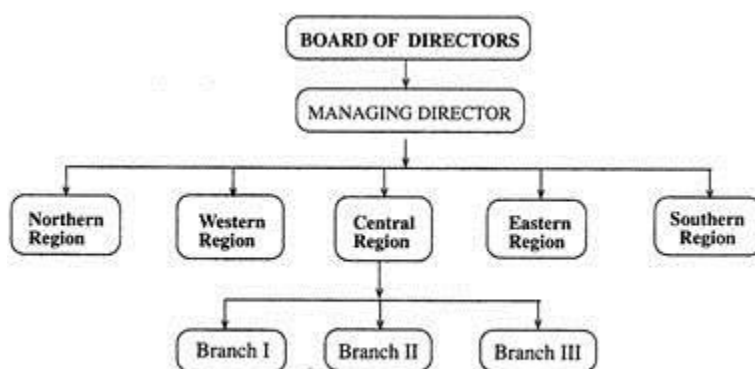 BOARD OF DIRECTORS
MANAGING DIRECTOR
Northern
Region
Western
Region
Central
Region
Eastern
Region
Southern
Region
Branch I
Branch II
Branch III